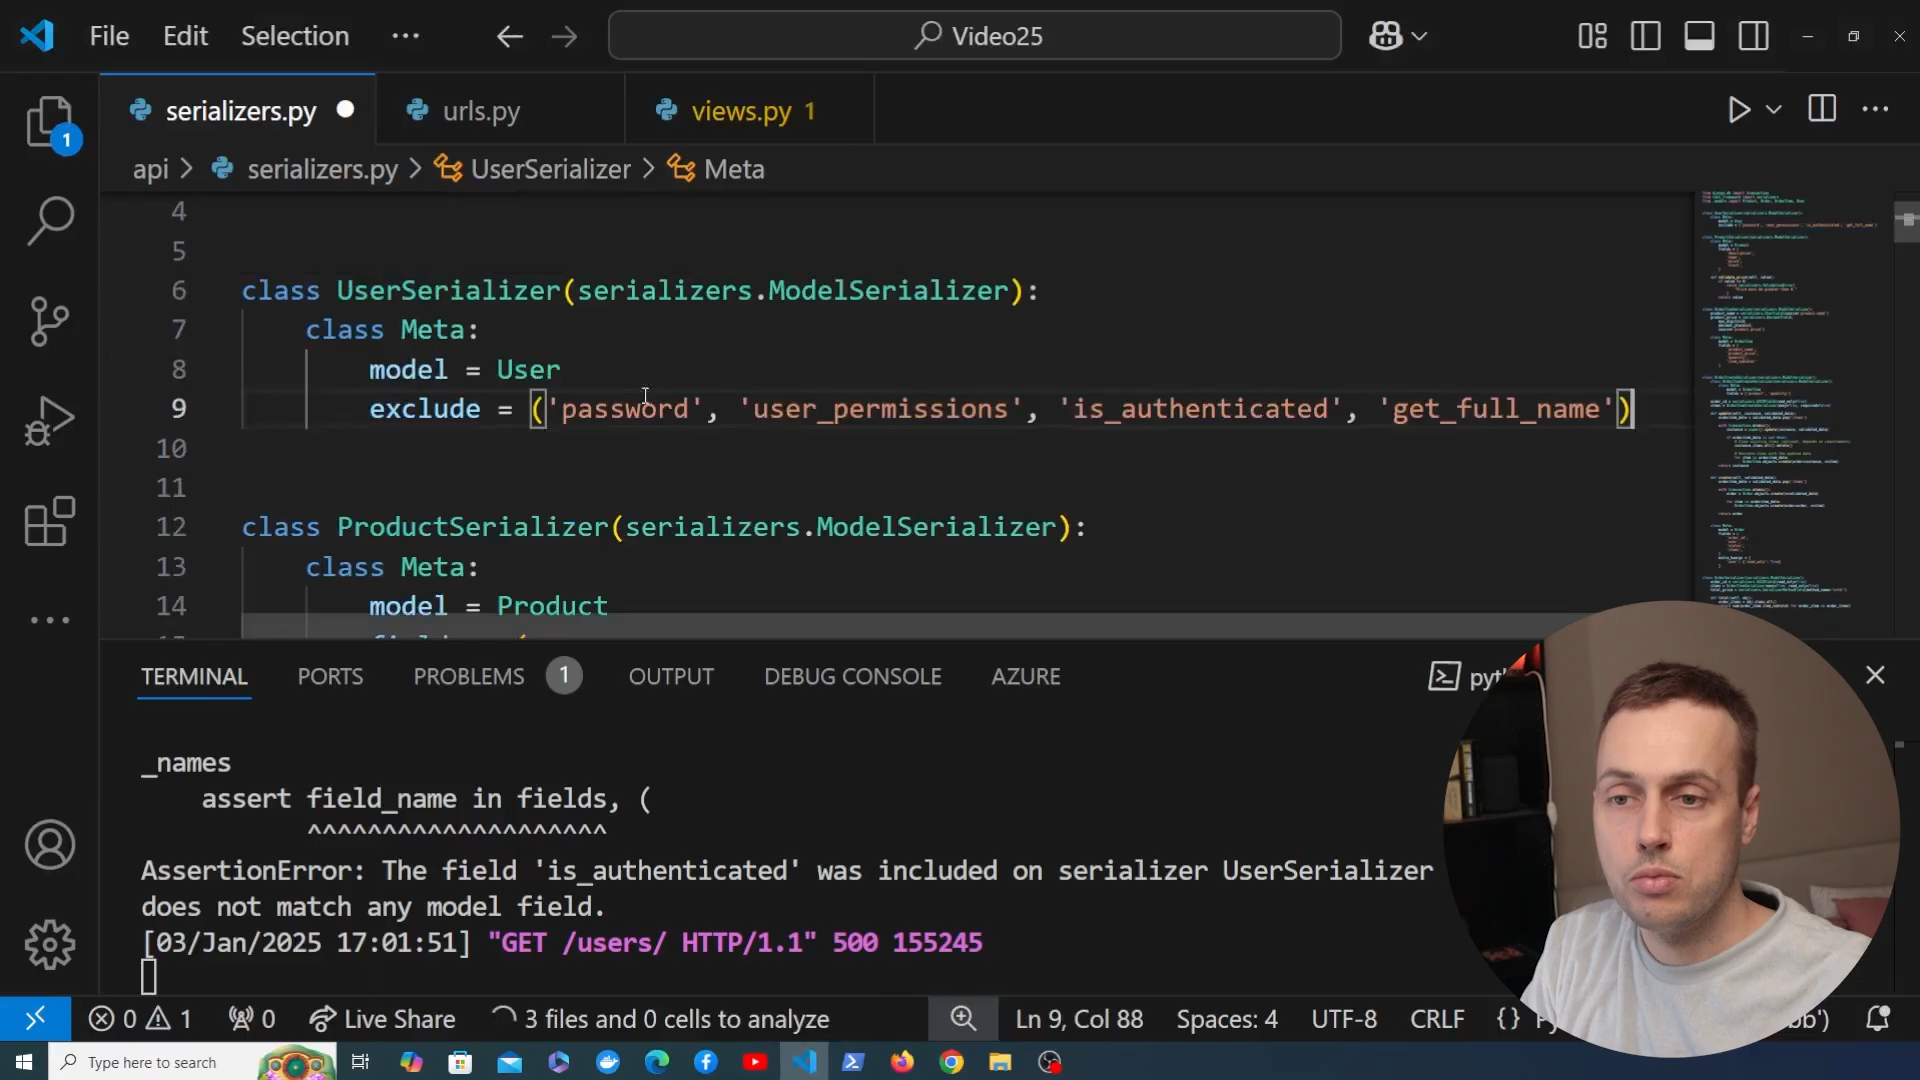 File Edit Selection ··· Video25
serializers.py urls.py views.py 1
api > serializers.py > UserSerializer > Meta
4
5
6 class UserSerializer(serializers.ModelSerializer):
7 class Meta:
8 model = User
9 exclude = ('password', 'user_permissions', 'is_authenticated', 'get_full_name')
10
11
12 class ProductSerializer(serializers.ModelSerializer):
13 class Meta:
14 model = Product
TERMINAL PORTS PROBLEMS 1 OUTPUT DEBUG CONSOLE AZURE
_names
assert field_name in fields, (
^^^^^^^^^^^^^^^^^^^^
AssertionError: The field 'is_authenticated' was included on serializer UserSerializer
does not match any model field.
[03/Jan/2025 17:01:51] "GET /users/ HTTP/1.1" 500 155245
0 1 0 Live Share 3 files and 0 cells to analyze Ln 9, Col 88 Spaces: 4 UTF-8 CRLF {}
Type here to search